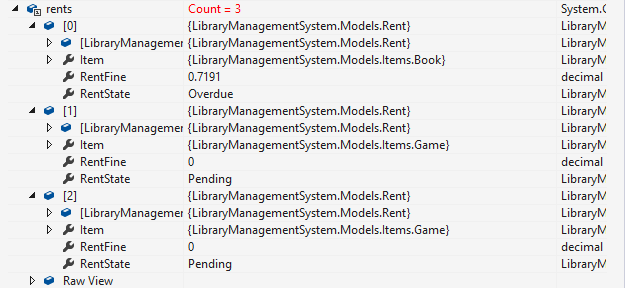 rents Count = 3 System.C
[0] {LibraryManagementSystem.Models.Rent} LibraryM
[LibraryManagemen {LibraryManagementSystem.Models.Rent} LibraryM
Item {LibraryManagementSystem.Models.Items.Book} LibraryM
RentFine 0.7191 decimal
RentState Overdue LibraryM
[1] {LibraryManagementSystem.Models.Rent} LibraryM
[LibraryManagemen {LibraryManagementSystem.Models.Rent} LibraryM
Item {LibraryManagementSystem.Models.Items.Game} LibraryM
RentFine 0 decimal
RentState Pending LibraryM
[2] {LibraryManagementSystem.Models.Rent} LibraryM
[LibraryManagemen {LibraryManagementSystem.Models.Rent} LibraryM
Item {LibraryManagementSystem.Models.Items.Game} LibraryM
RentFine 0 decimal
RentState Pending LibraryM
Raw View